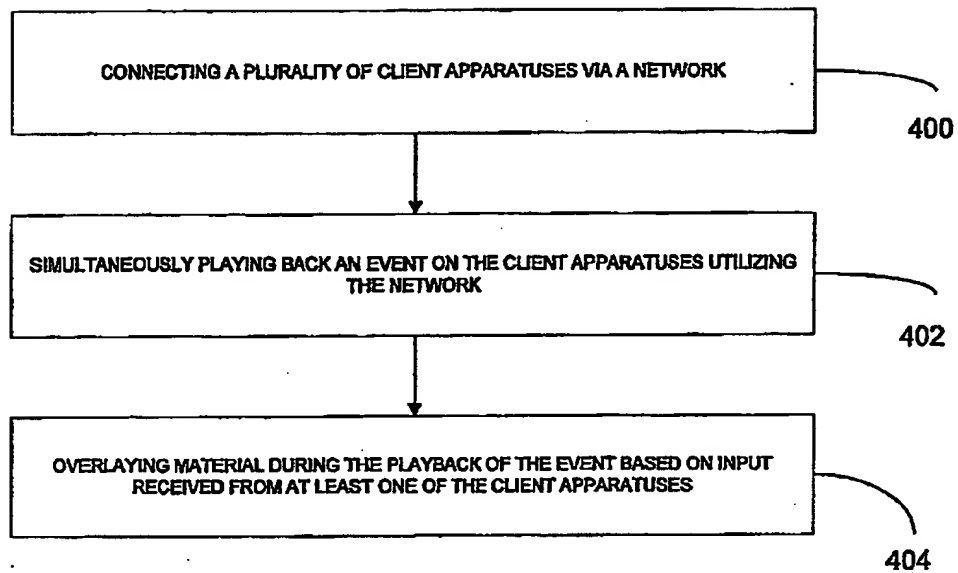 CONNECTING A PLURALITY OF CLIENT APPARATUSES VIA A NETWORK
400
SIMULTANEOUSLY PLAYING BACK AN EVENT ON THE CLIENT APPARATUSES UTILIZING
THE NETWORK
402
OVERLAYING MATERIAL DURING THE PLAYBACK OF THE EVENT BASED ON INPUT
RECEIVED FROM AT LEAST ONE OF THE CLIENT APPARATUSES
404